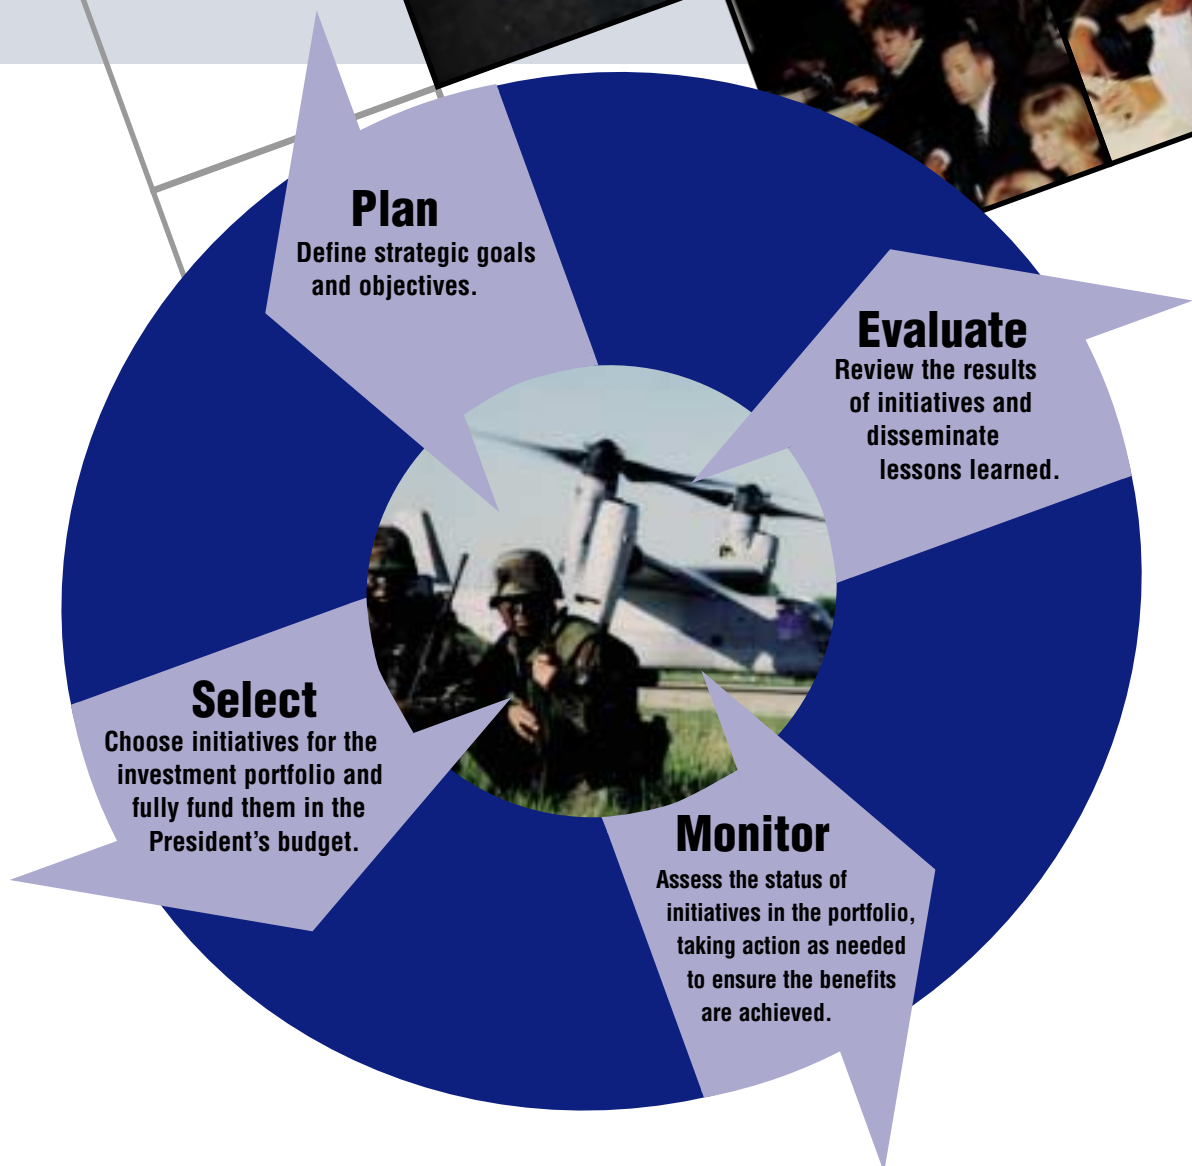 Plan
Define strategic goals
and objectives.
Evaluate
Review the results
of initiatives and
disseminate
lessons learned.
Select
Choose initiatives for the
investment portfolio and
fully fund them in the
President’s budget.
Monitor
Assess the status of
initiatives in the portfolio,
taking action as needed
to ensure the benefits
are achieved.